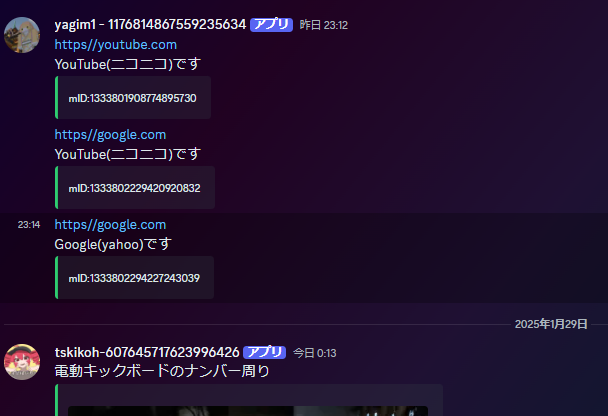 yagim1 - 1176814867559235634 アプリ 昨日 23:12
https//youtube.com
YouTube(ニコニコ)です
mID:1333801908774895730
https//google.com
YouTube(ニコニコ)です
mID:1333802229420920832
23:14 https//google.com
Google(yahoo)です
mID:1333802294227243039
2025年1月29日
tskikoh-607645717623996426 アプリ 今日 0:13
電動キックボードのナンバー周り